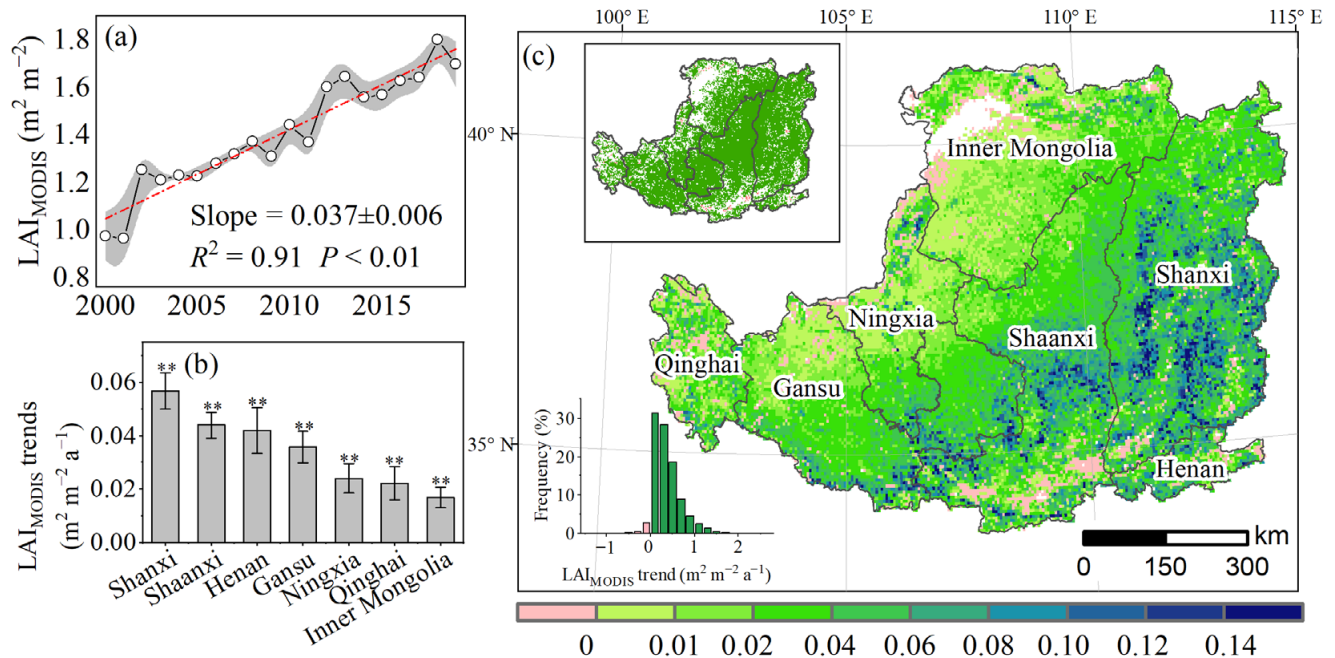 (a)
LAI_MODIS (m² m⁻²)
1.8
1.6
1.4
1.2
1.0
0.8
Slope = 0.037±0.006
R² = 0.91 P < 0.01
2000 2005 2010 2015
(b)
LAI_MODIS trends
(m² m⁻² a⁻¹)
0.06
0.04
0.02
0.00
** ** ** ** ** ** **
Shanxi
Shaanxi
Henan
Gansu
Ningxia
Qinghai
Inner Mongolia
(c)
100° E 105° E 110° E 115° E
40° N
35° N
Inner Mongolia
Shanxi
Ningxia
Shaanxi
Qinghai
Gansu
Henan
Frequency (%)
30
20
10
0
−1 0 1 2
LAI_MODIS trend (m² m⁻² a⁻¹)
km
0 150 300
0 0.01 0.02 0.04 0.06 0.08 0.10 0.12 0.14